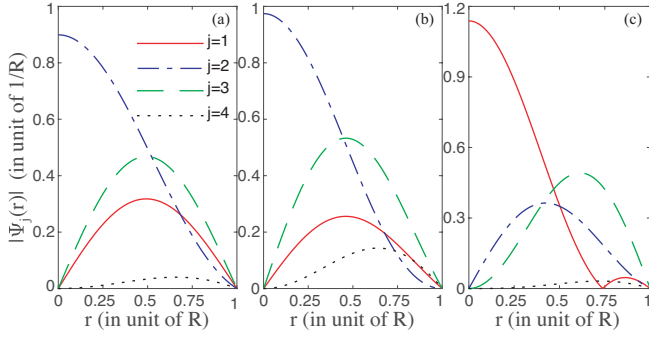 (a)
(b)
(c)
|Ψ̃j(r)| (in unit of 1/R)
1
0.8
0.6
0.4
0.2
0
j=1
j=2
j=3
j=4
0 0.25 0.5 0.75 1
r (in unit of R)
1
0.8
0.6
0.4
0.2
0
0 0.25 0.5 0.75 1
r (in unit of R)
1.2
0.9
0.6
0.3
0
0 0.25 0.5 0.75 1
r (in unit of R)